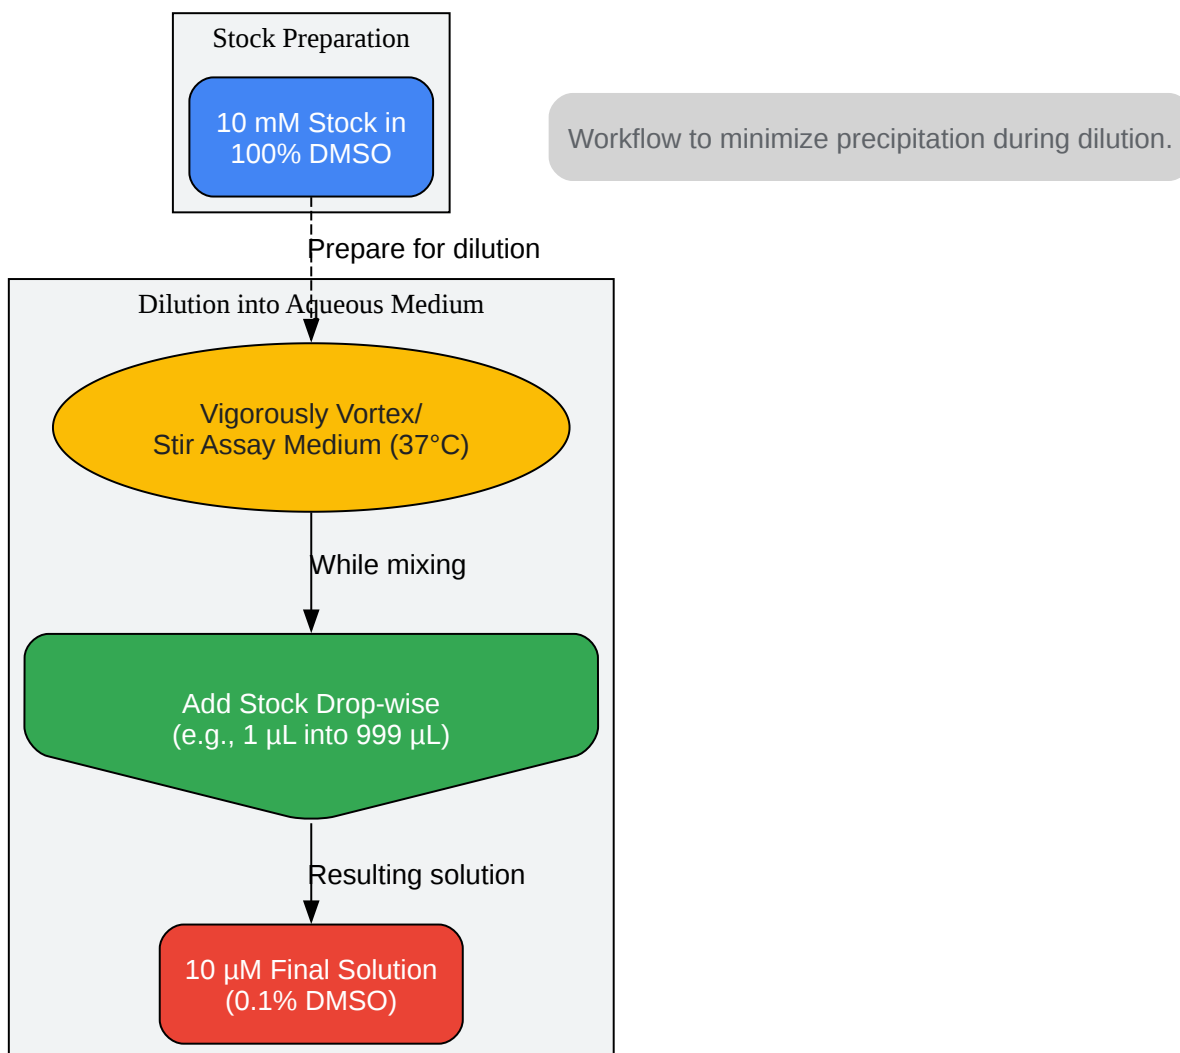 Stock Preparation
10 mM Stock in
100% DMSO
Workflow to minimize precipitation during dilution.
Prepare for dilution
Dilution into Aqueous Medium
Vigorously Vortex/
Stir Assay Medium (37°C)
While mixing
Add Stock Drop-wise
(e.g., 1 µL into 999 µL)
Resulting solution
10 µM Final Solution
(0.1% DMSO)